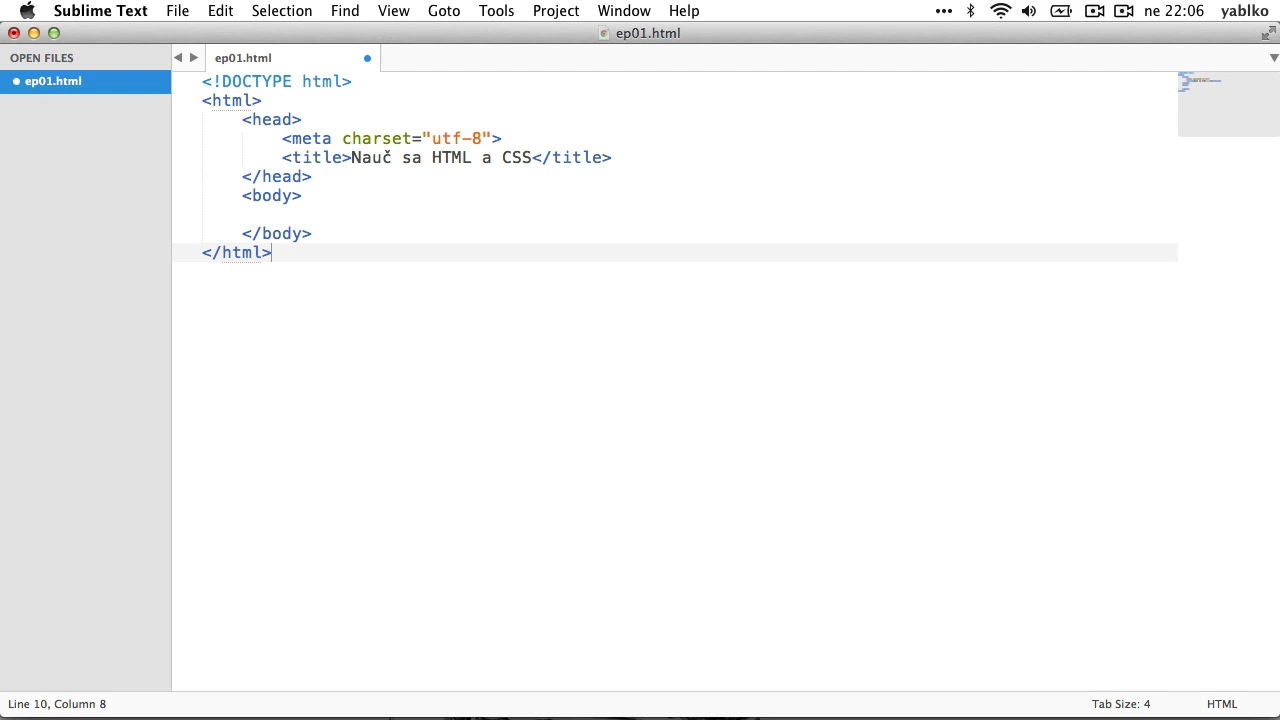 Sublime Text File Edit Selection Find View Goto Tools Project Window Help ne 22:06 yablko
ep01.html
OPEN FILES
ep01.html
ep01.html
<!DOCTYPE html>
<html>
<head>
<meta charset="utf-8">
<title>Nauč sa HTML a CSS</title>
</head>
<body>
</body>
</html>
Line 10, Column 8 Tab Size: 4 HTML